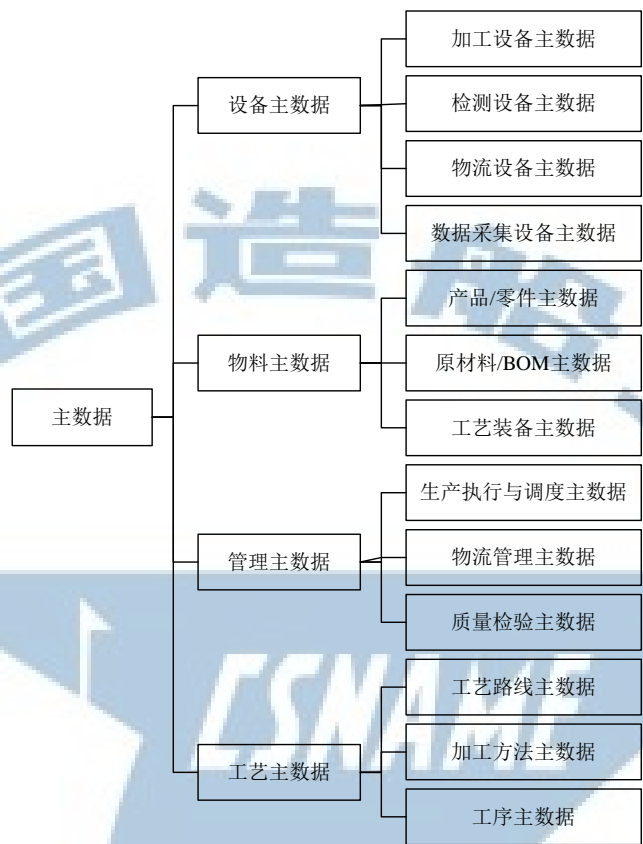 主数据
设备主数据
加工设备主数据
检测设备主数据
物流设备主数据
数据采集设备主数据
物料主数据
产品/零件主数据
原材料/BOM主数据
工艺装备主数据
管理主数据
生产执行与调度主数据
物流管理主数据
质量检验主数据
工艺主数据
工艺路线主数据
加工方法主数据
工序主数据
国造船
CSNAME